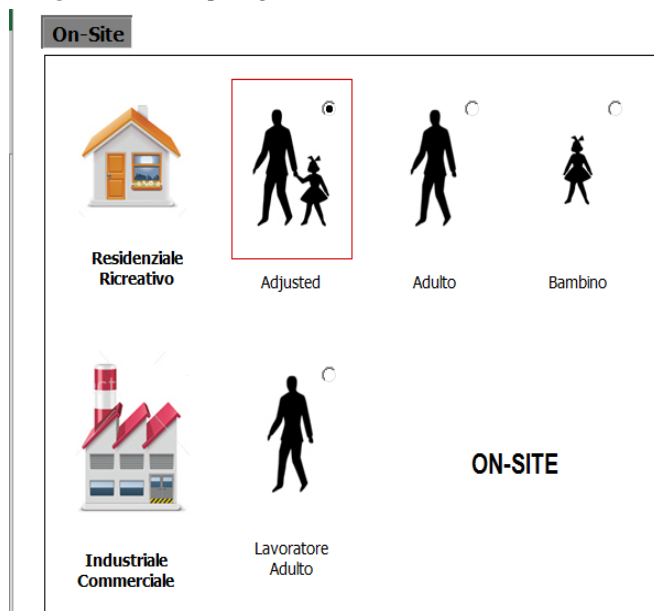 On-Site
Residenziale
Ricreativo
Adjusted
Adulto
Bambino
ON-SITE
Industriale
Commerciale
Lavoratore
Adulto